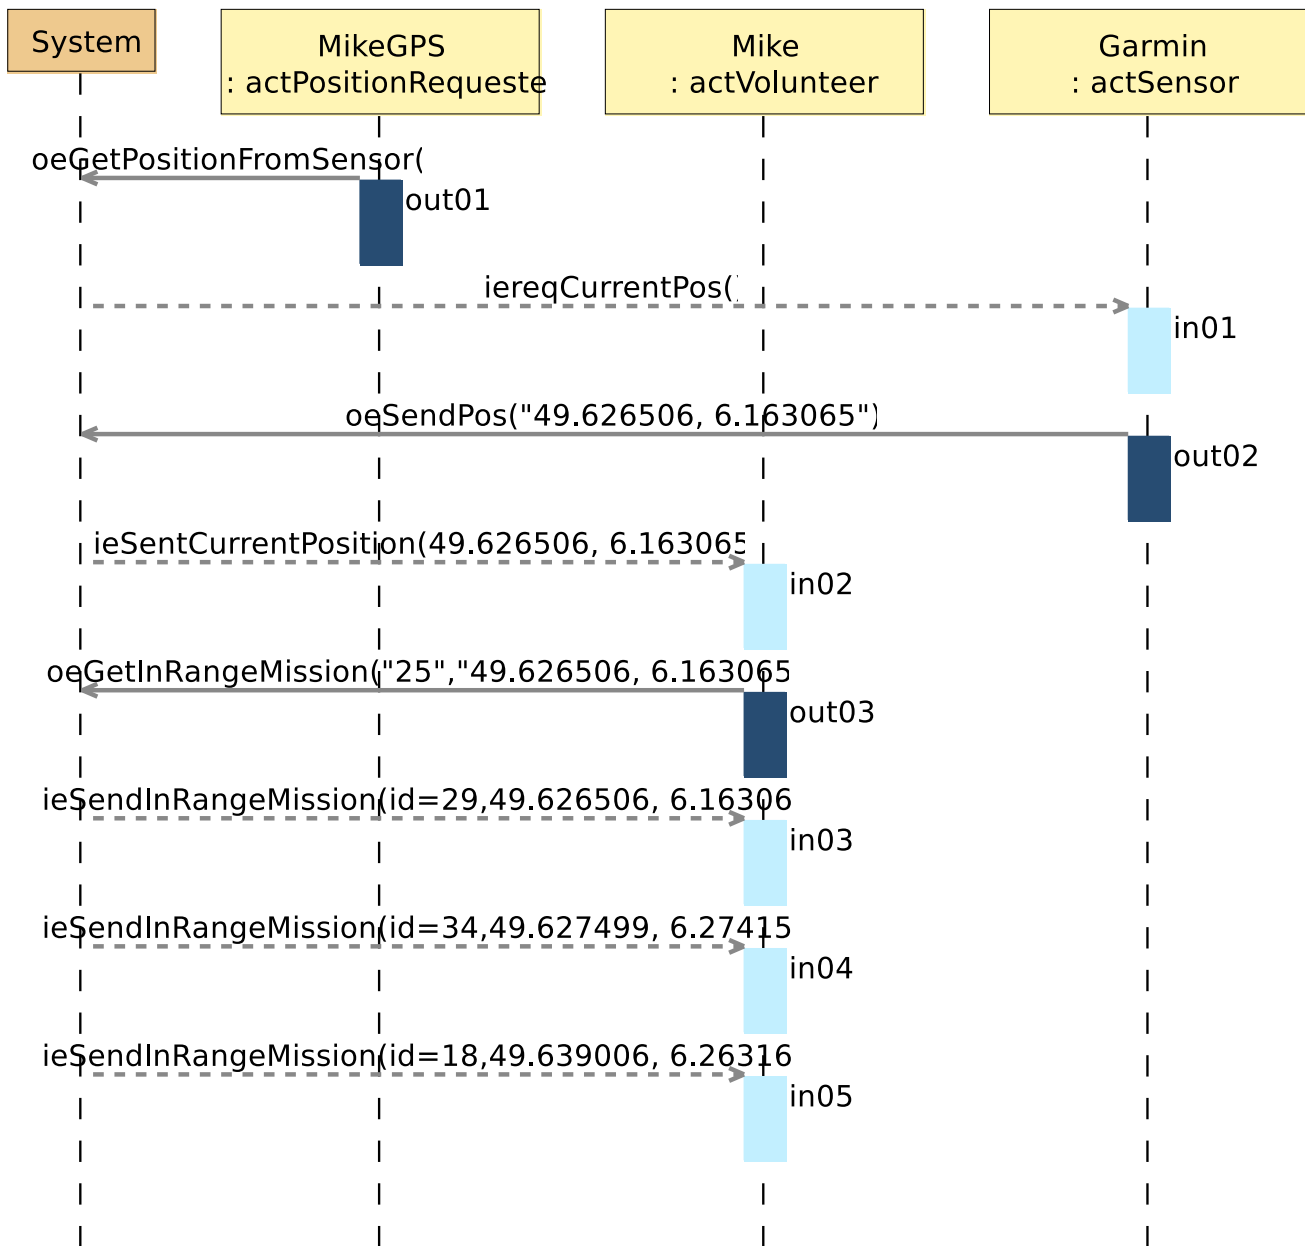 System
MikeGPS
: actPositionRequeste
Mike
: actVolunteer
Garmin
: actSensor
oeGetPositionFromSensor(
out01
iereqCurrentPos()
in01
oeSendPos("49.626506, 6.163065")
out02
ieSentCurrentPosition(49.626506, 6.163065
in02
oeGetInRangeMission("25","49.626506, 6.163065
out03
ieSendInRangeMission(id=29,49.626506, 6.16306
in03
ieSendInRangeMission(id=34,49.627499, 6.27415
in04
ieSendInRangeMission(id=18,49.639006, 6.26316
in05